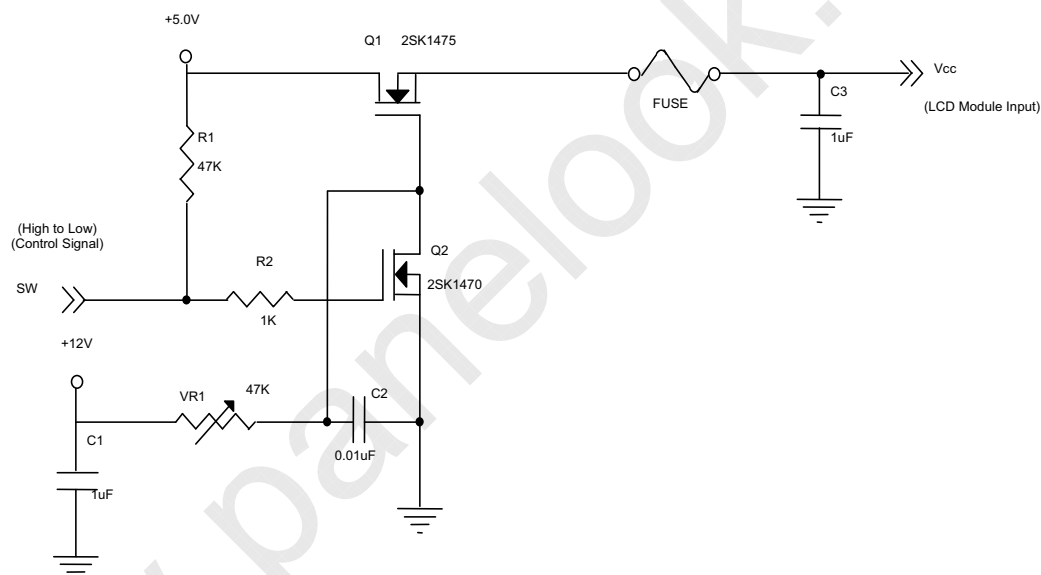 +5.0V
Q1 2SK1475
Vcc
C3
FUSE
(LCD Module Input)
R1
47K
1uF
(High to Low)
(Control Signal)
Q2
R2
2SK1470
SW
1K
+12V
VR1
47K
C2
C1
0.01uF
1uF
panelook.